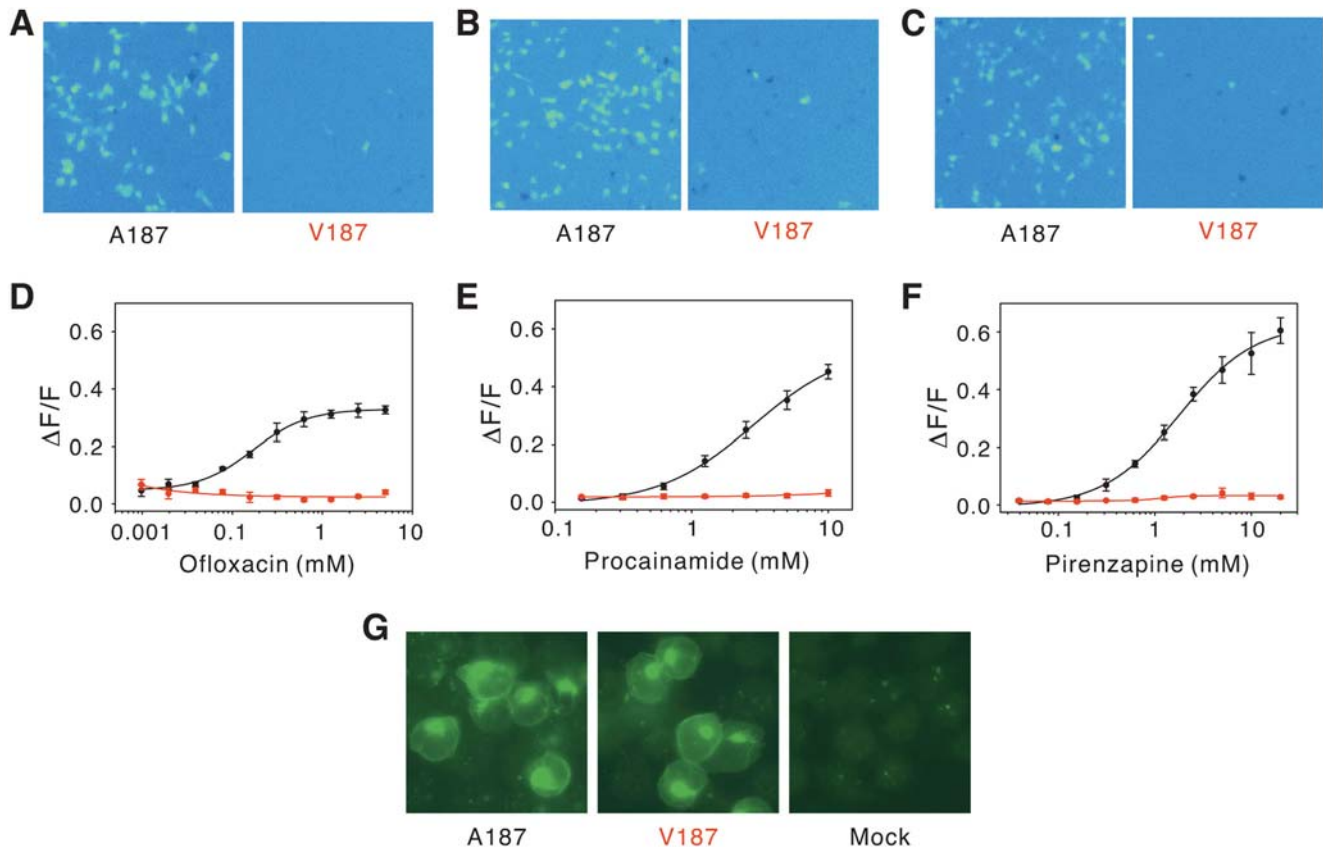 A
B
C
A187
V187
A187
V187
A187
V187
D
E
F
0.6
0.4
0.2
0.0
ΔF/F
0.001
0.1
1
10
Ofloxacin (mM)
0.6
0.4
0.2
0.0
ΔF/F
0.1
1
10
Procainamide (mM)
0.6
0.4
0.2
0.0
ΔF/F
0.1
1
10
Pirenzapine (mM)
G
A187
V187
Mock